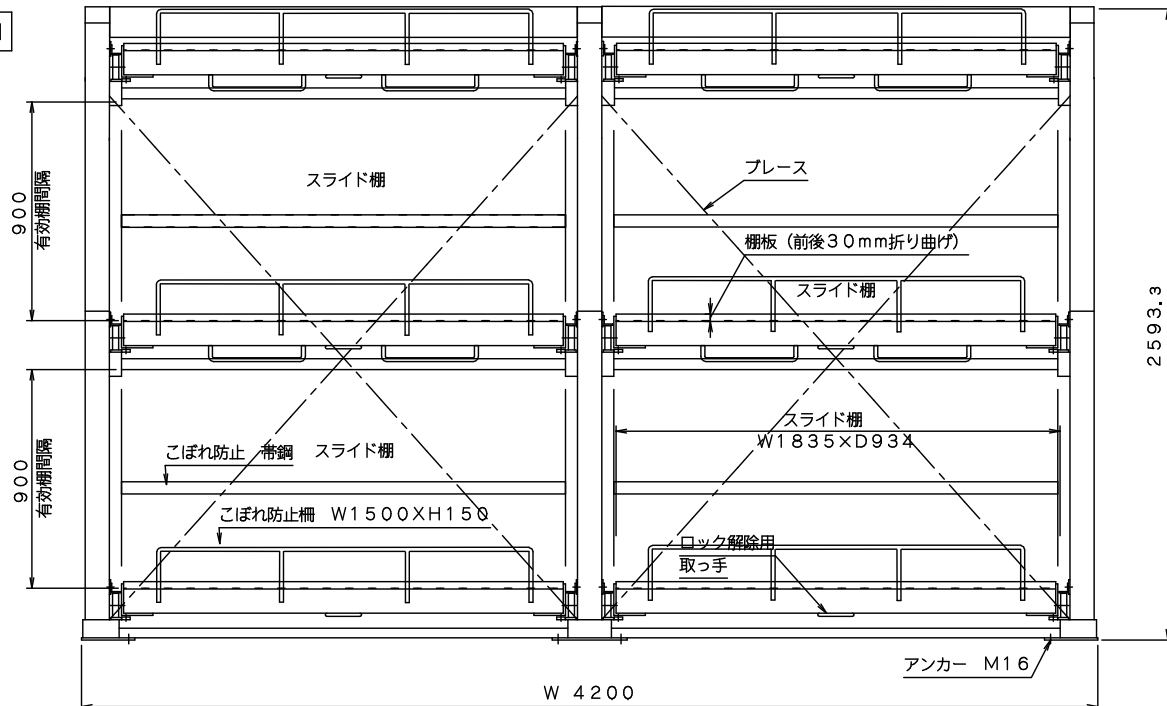 スライド棚
ブレース
900
有効棚間隔
棚板（前後30mm折り曲げ）
スライド棚
2593.3
スライド棚
W1835×D934
こぼれ防止　帯鋼
スライド棚
900
有効棚間隔
こぼれ防止柵　W1500XH150
ロック解除用
取っ手
アンカー　M16
W 4200